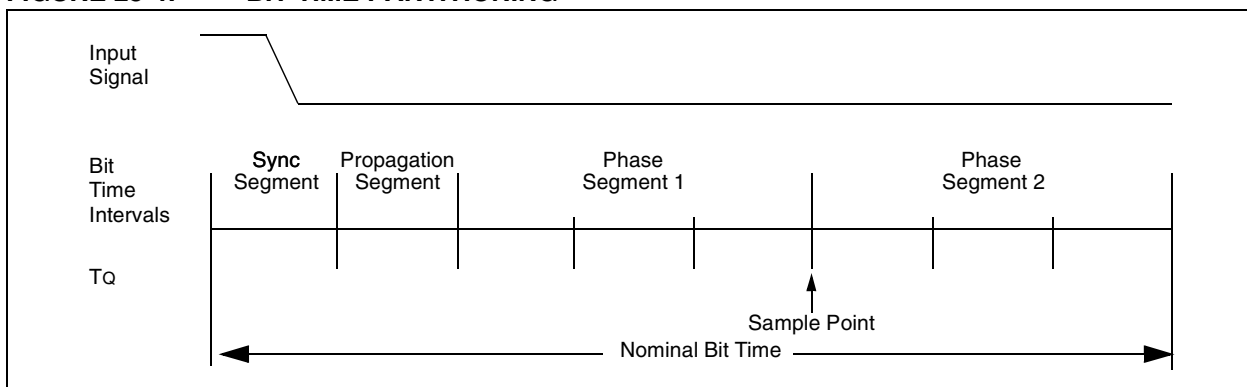 Input
Signal
Bit
Time
Intervals
Sync
Segment
Propagation
Segment
Phase
Segment 1
Phase
Segment 2
TQ
Sample Point
Nominal Bit Time